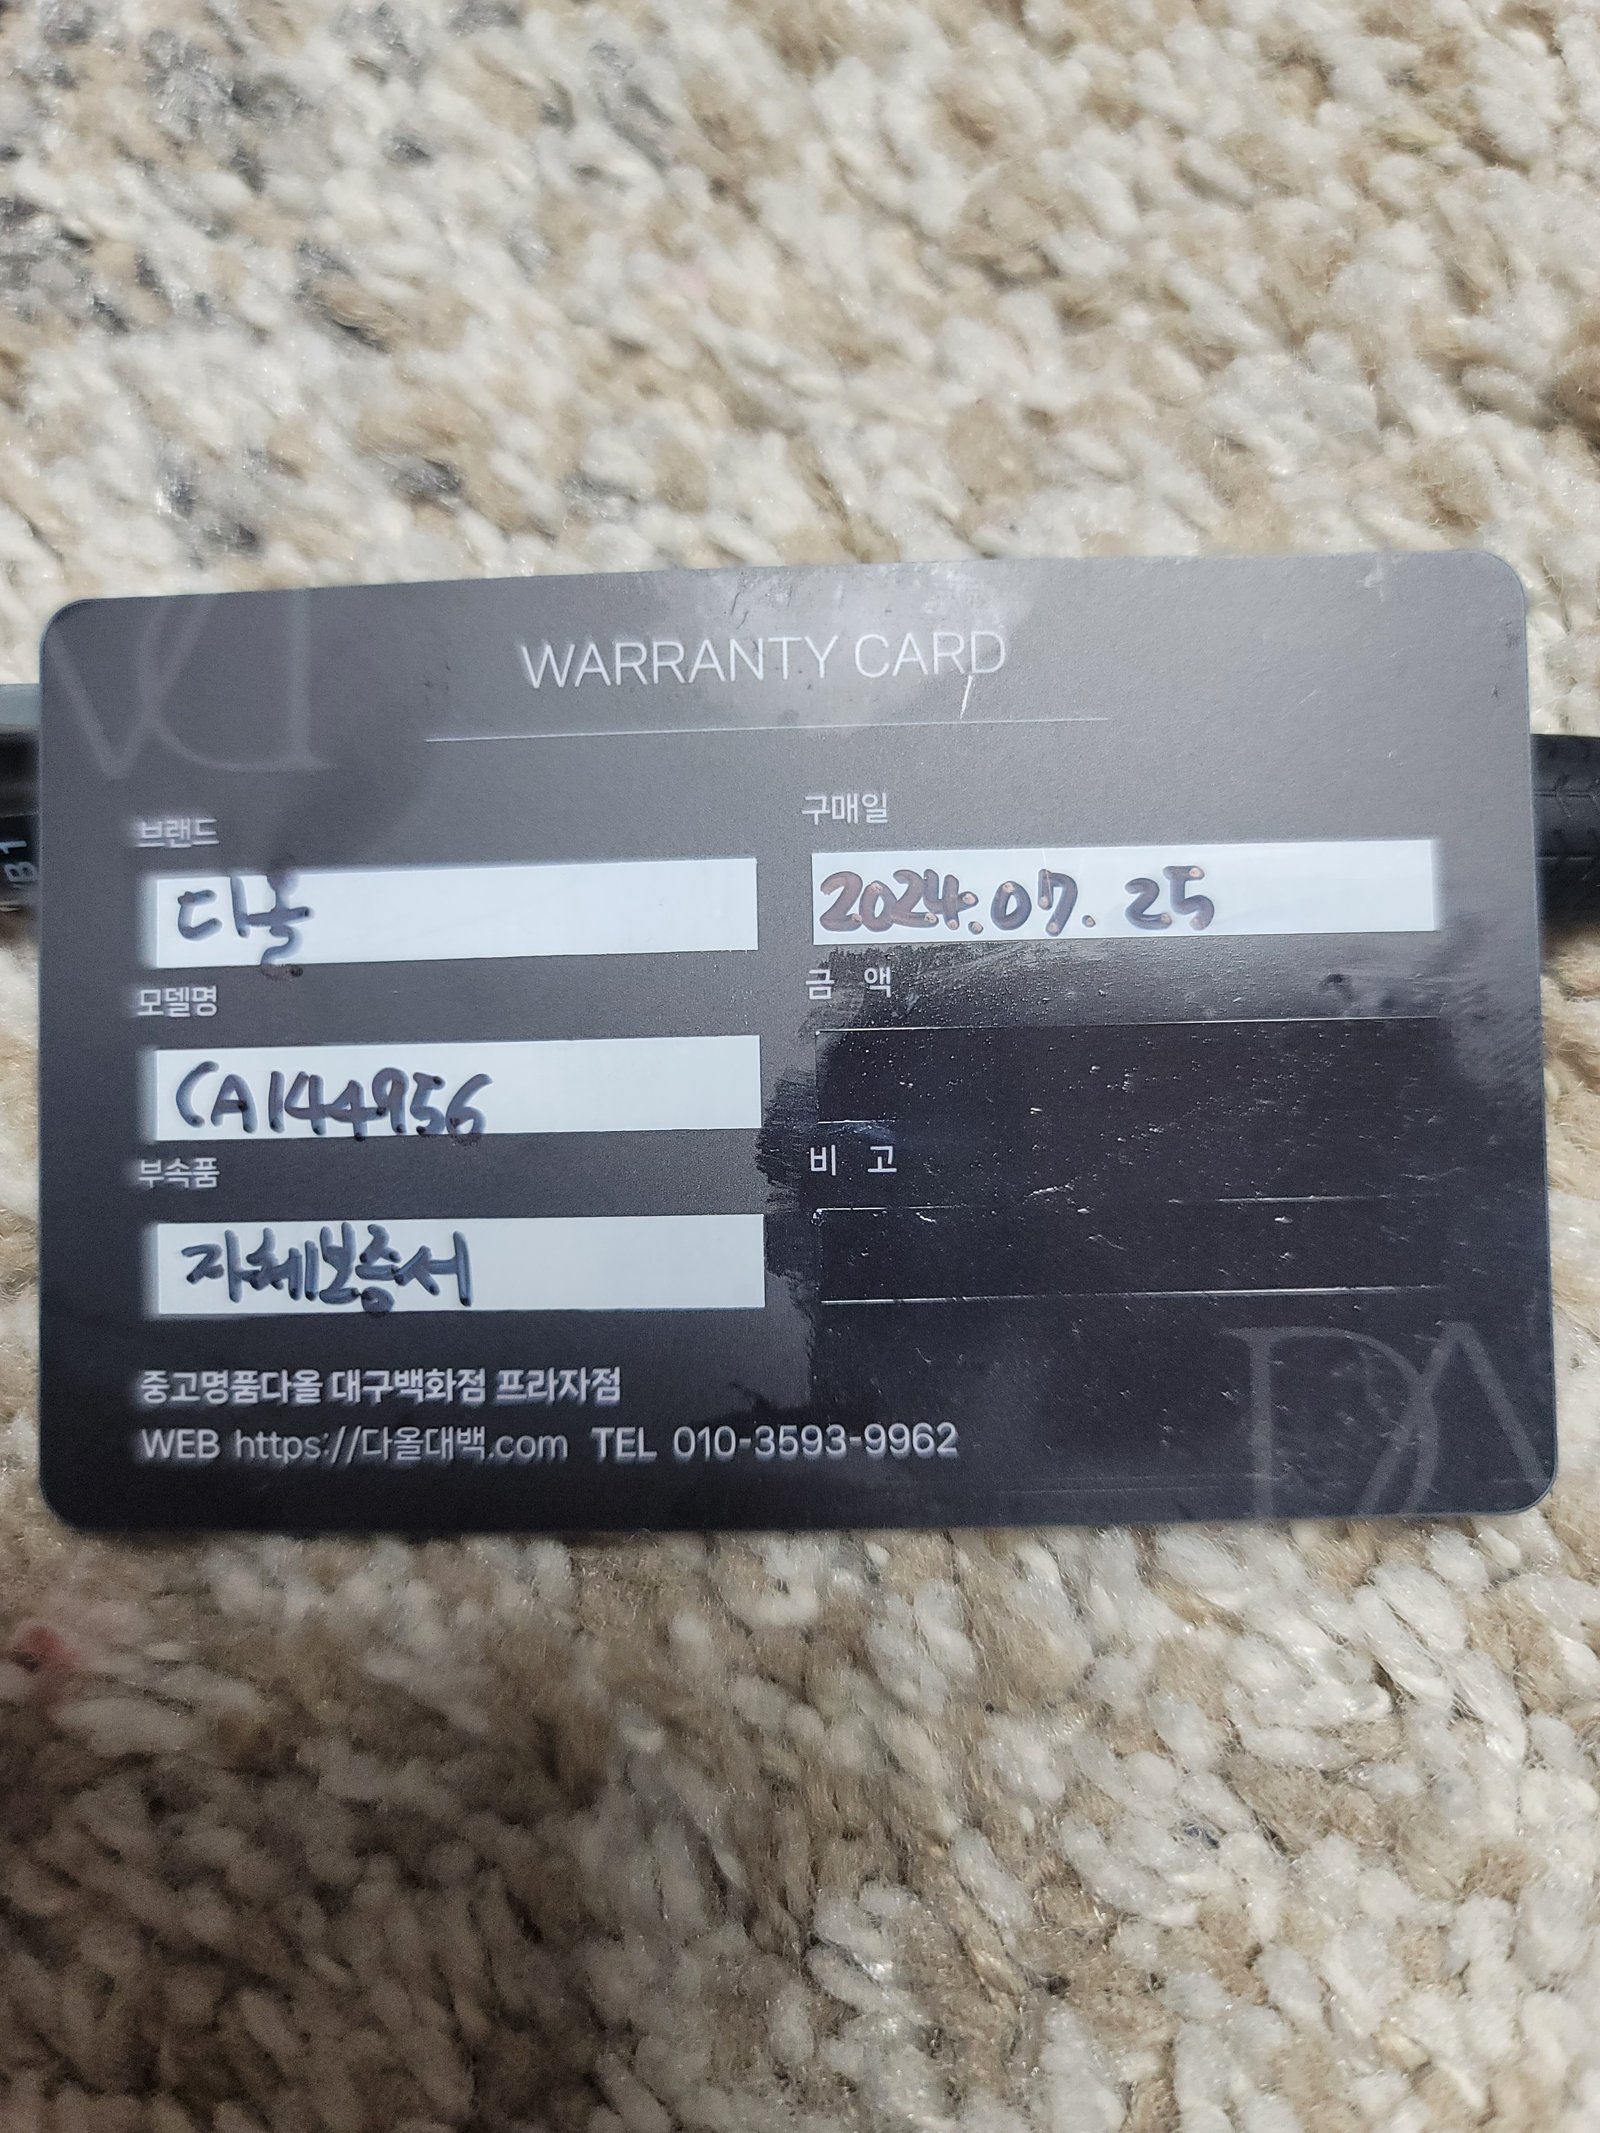 WARRANTY CARD
브랜드
다올
구매일
2024.07.25
모델명
CA144956
금 액
부속품
자체보증서
비 고
중고명품다올 대구백화점 프라자점
WEB https://다올대백.com TEL 010-3593-9962
DA
B1